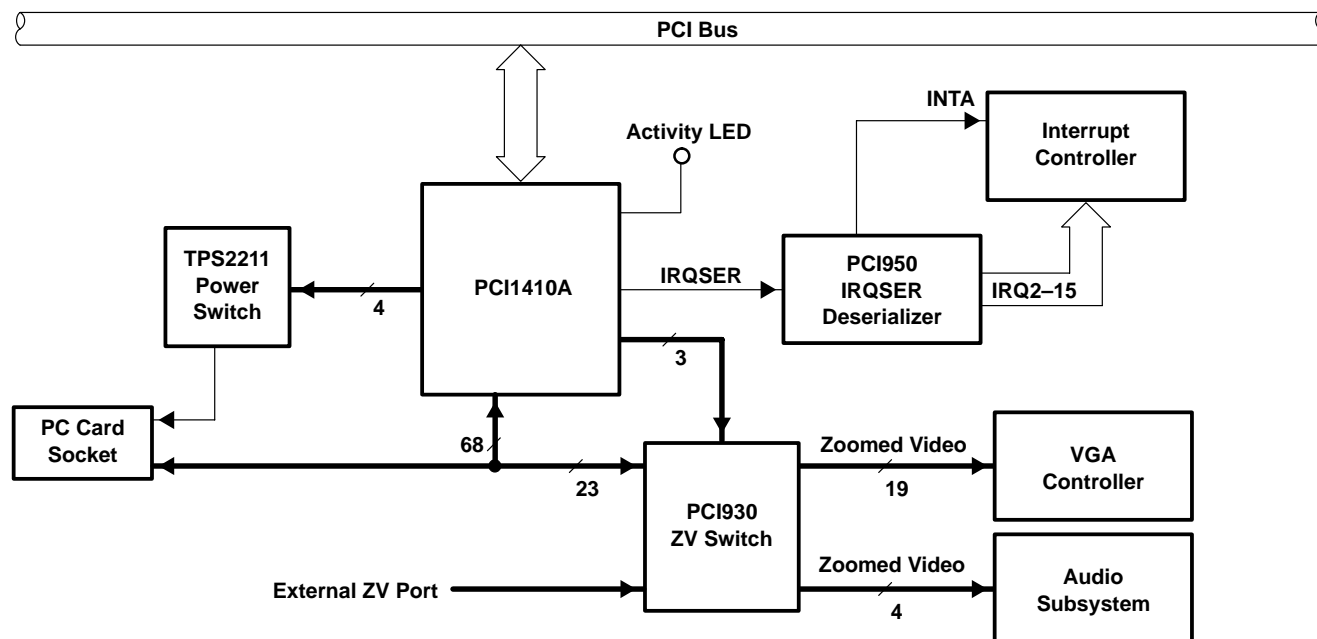 PCI Bus
Activity LED
INTA
Interrupt
Controller
TPS2211
Power
Switch
4
PCI1410A
IRQSER
PCI950
IRQSER
Deserializer
IRQ2–15
3
PC Card
Socket
68
23
PCI930
ZV Switch
Zoomed Video
19
VGA
Controller
External ZV Port
Zoomed Video
4
Audio
Subsystem